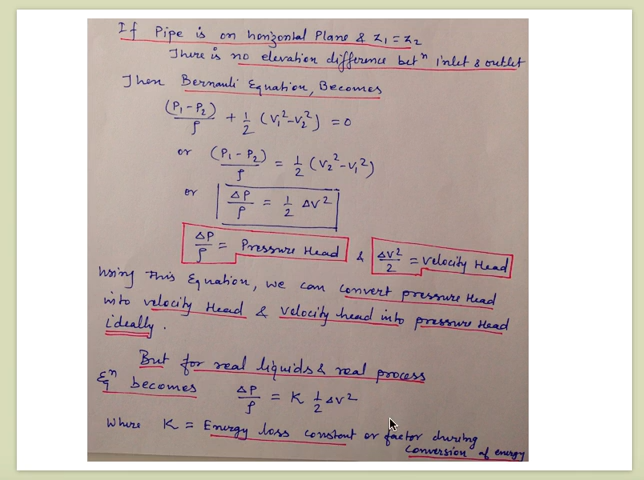 If Pipe is on horizontal Plane & Z₁ = Z₂
There is no elevation difference betⁿ inlet & outlet
Then Bernauli Equation, Becomes
(P₁-P₂)/ρ + 1/2 (V₁²-V₂²) = 0
or (P₁-P₂)/ρ = 1/2 (V₂²-V₁²)
or ΔP/ρ = 1/2 ΔV²
ΔP/ρ = Pressure Head & ΔV²/2 = Velocity Head
Using This Equation, we can convert pressure Head
into velocity Head & velocity head into pressure Head
ideally.
But for real liquids & real process
Eqⁿ becomes ΔP/ρ = K 1/2 ΔV²
Where K = Energy loss constant or factor during
conversion of energy